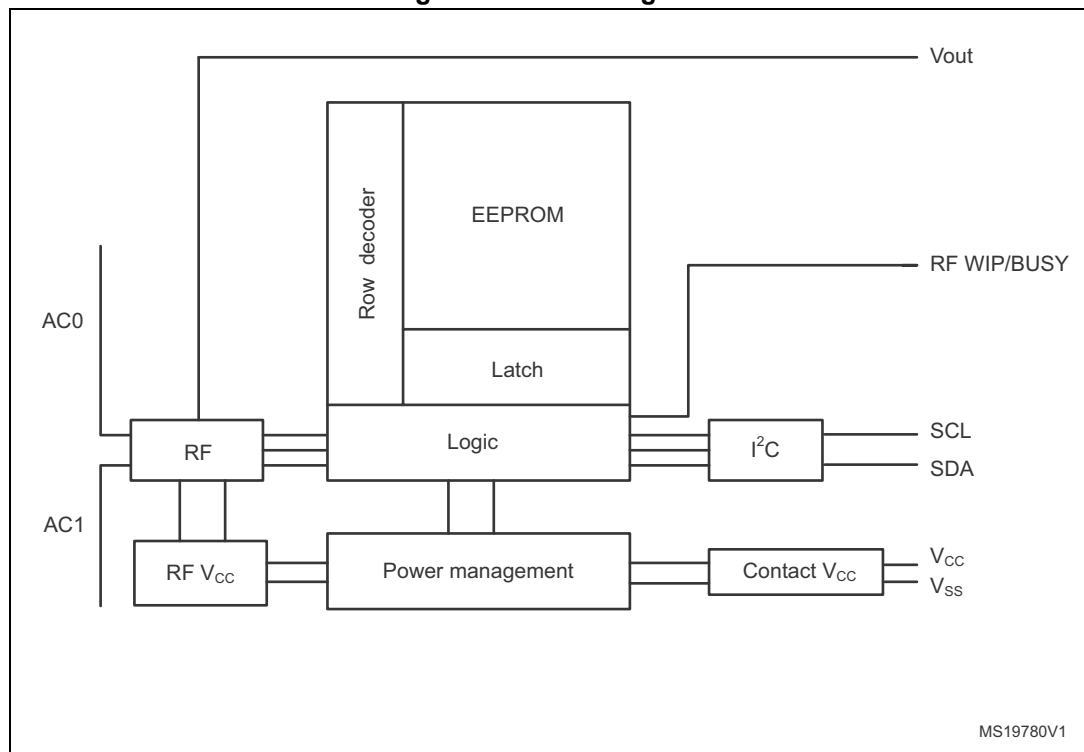 Vout
Row decoder
EEPROM
RF WIP/BUSY
AC0
Latch
RF
Logic
I²C
SCL
SDA
AC1
RF V<sub>CC</sub>
Power management
Contact V<sub>CC</sub>
V<sub>CC</sub>
V<sub>SS</sub>
MS19780V1